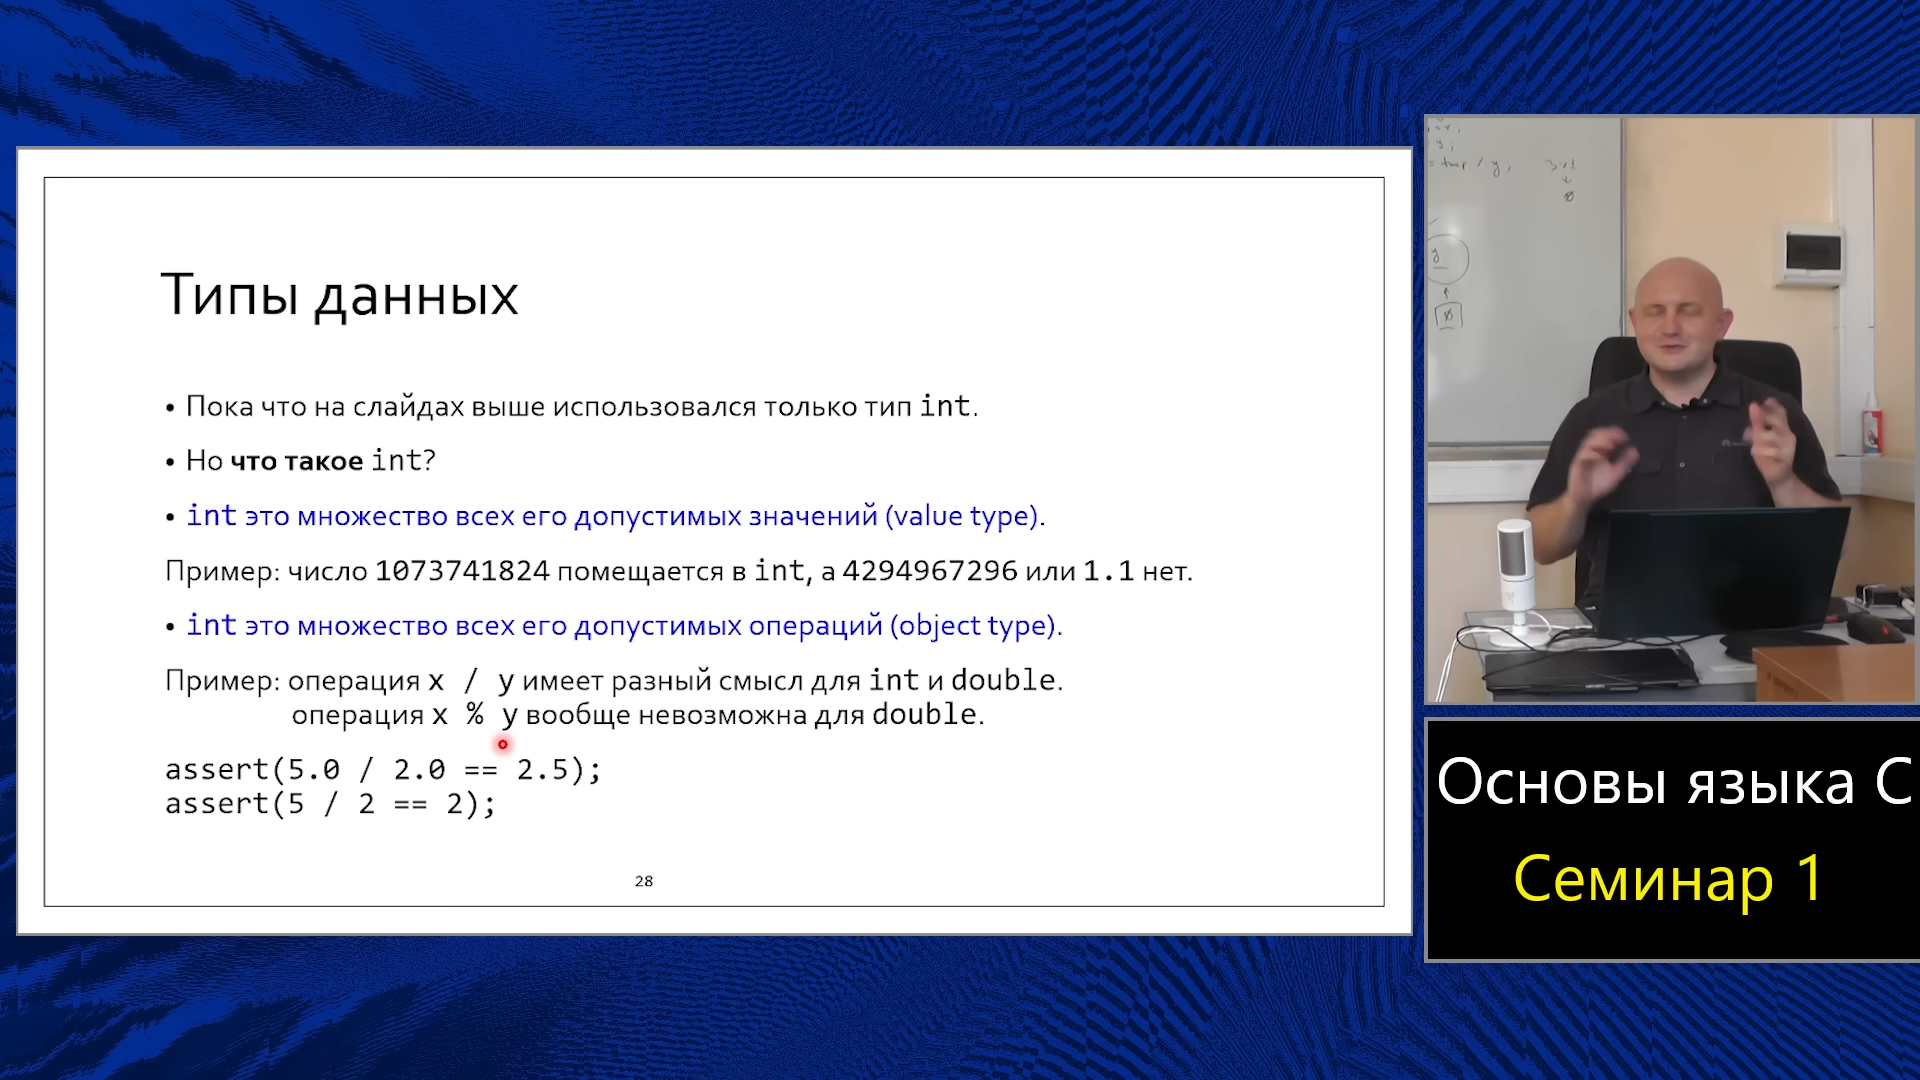 Типы данных
• Пока что на слайдах выше использовался только тип int.
• Но что такое int?
• int это множество всех его допустимых значений (value type).
Пример: число 1073741824 помещается в int, а 4294967296 или 1.1 нет.
• int это множество всех его допустимых операций (object type).
Пример: операция x / y имеет разный смысл для int и double.
операция x % y вообще невозможна для double.
assert(5.0 / 2.0 == 2.5);
assert(5 / 2 == 2);
28
y
Основы языка С
Семинар 1